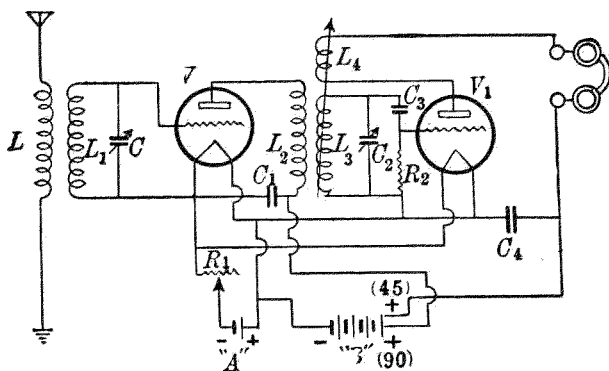 L
L₁
C
V
C₁
L₂
L₄
L₃
C₂
C₃
R₂
V₁
C₄
R₁
- "A" +
- "B"
+ (45)
+ (90)